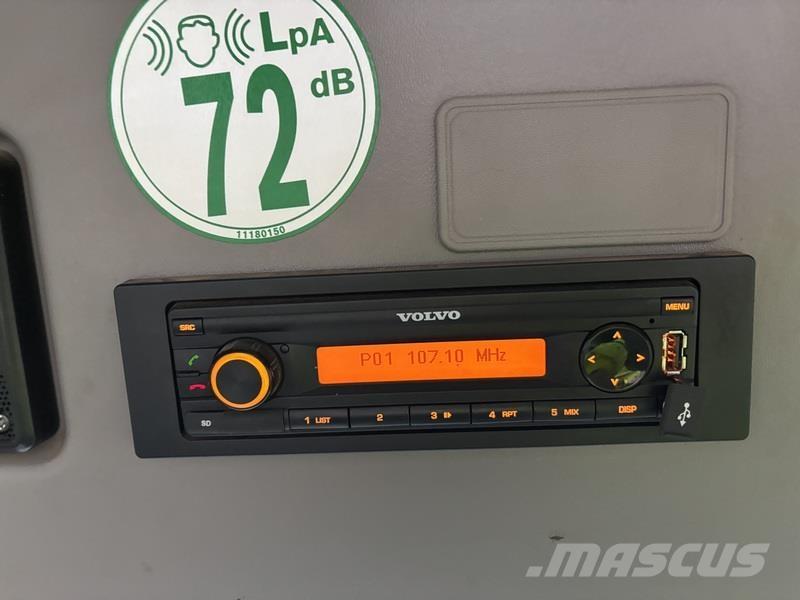 LpA
72
dB
11180150
VOLVO
SRC
MENU
P01 107.10 MHz
SD
1 LIST
2
3
4 RPT
5 MIX
DISP
MASCUS